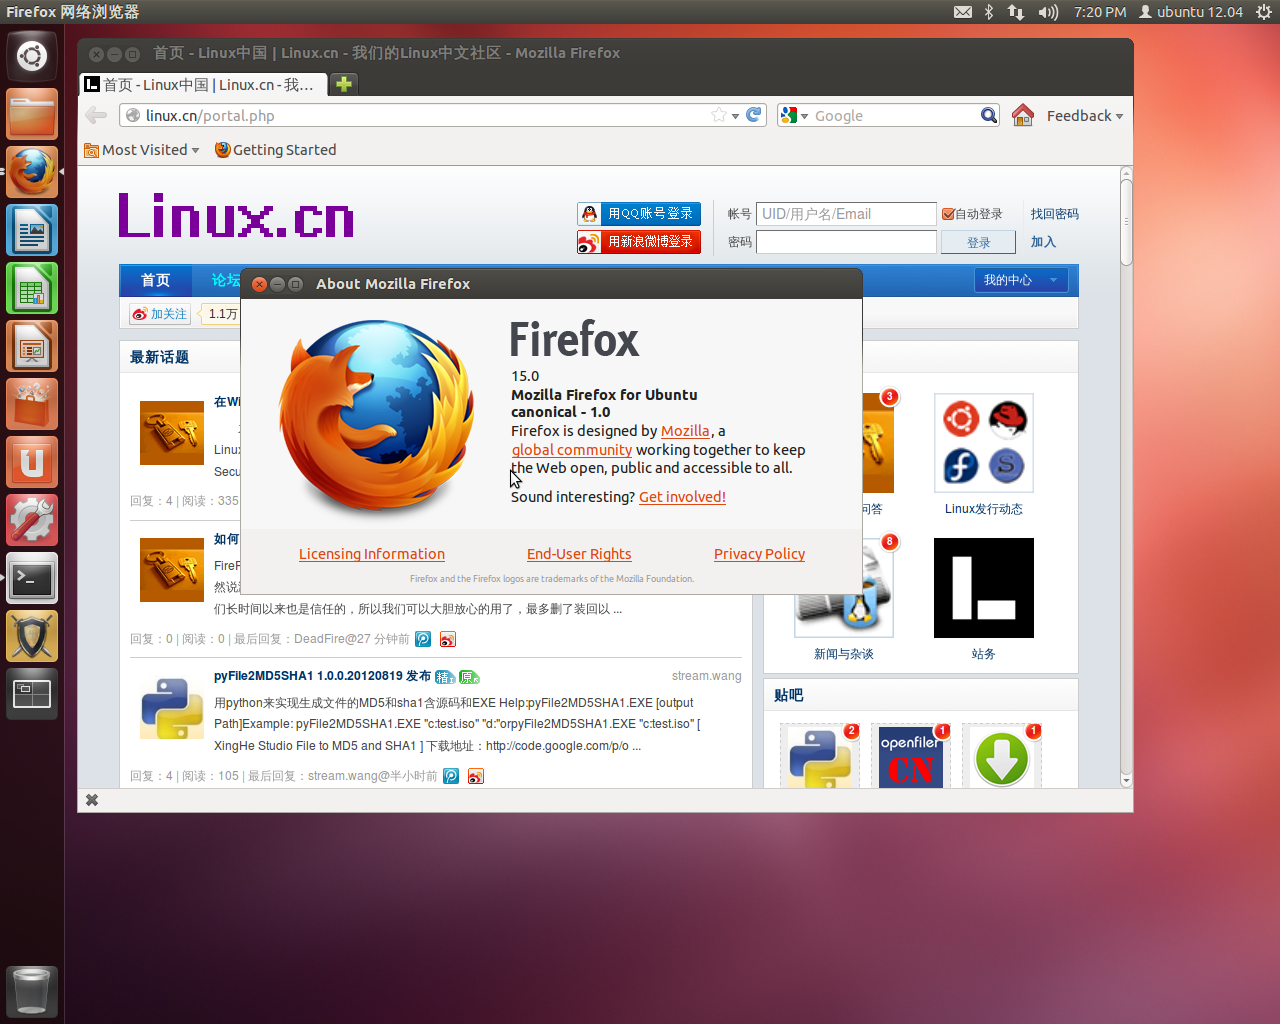 Firefox 网络浏览器
7:20 PM
ubuntu 12.04
首页 - Linux中国 | Linux.cn - 我们的Linux中文社区 - Mozilla Firefox
首页 - Linux中国 | Linux.cn - 我...
linux.cn/portal.php
Google
Feedback
Most Visited
Getting Started
Linux.cn
用QQ账号登录
用新浪微博登录
帐号
UID/用户名/Email
自动登录
找回密码
密码
登录
加入
首页
论坛
我的中心
加关注
1.1万
About Mozilla Firefox
Firefox
15.0
Mozilla Firefox for Ubuntu
canonical - 1.0
Firefox is designed by Mozilla, a
global community working together to keep
the Web open, public and accessible to all.
Sound interesting? Get involved!
Licensing Information
End-User Rights
Privacy Policy
Firefox and the Firefox logos are trademarks of the Mozilla Foundation.
最新话题
在Wi
Linux
Secu
回复：4 | 阅读：335
如何
FireF
然说
们长时间以来也是信任的，所以我们可以大胆放心的用了，最多删了装回以 ...
回复：0 | 阅读：0 | 最后回复：DeadFire@27 分钟前
pyFile2MD5SHA1 1.0.0.20120819 发布
精
原
stream.wang
用python来实现生成文件的MD5和sha1含源码和EXE Help:pyFile2MD5SHA1.EXE [output
Path]Example: pyFile2MD5SHA1.EXE "c:test.iso" "d:"orpyFile2MD5SHA1.EXE "c:test.iso" [
XingHe Studio File to MD5 and SHA1 ] 下载地址：http://code.google.com/p/o ...
回复：4 | 阅读：105 | 最后回复：stream.wang@半小时前
3
问答
Linux发行动态
8
新闻与杂谈
站务
贴吧
2
1
1
openfiler
CN